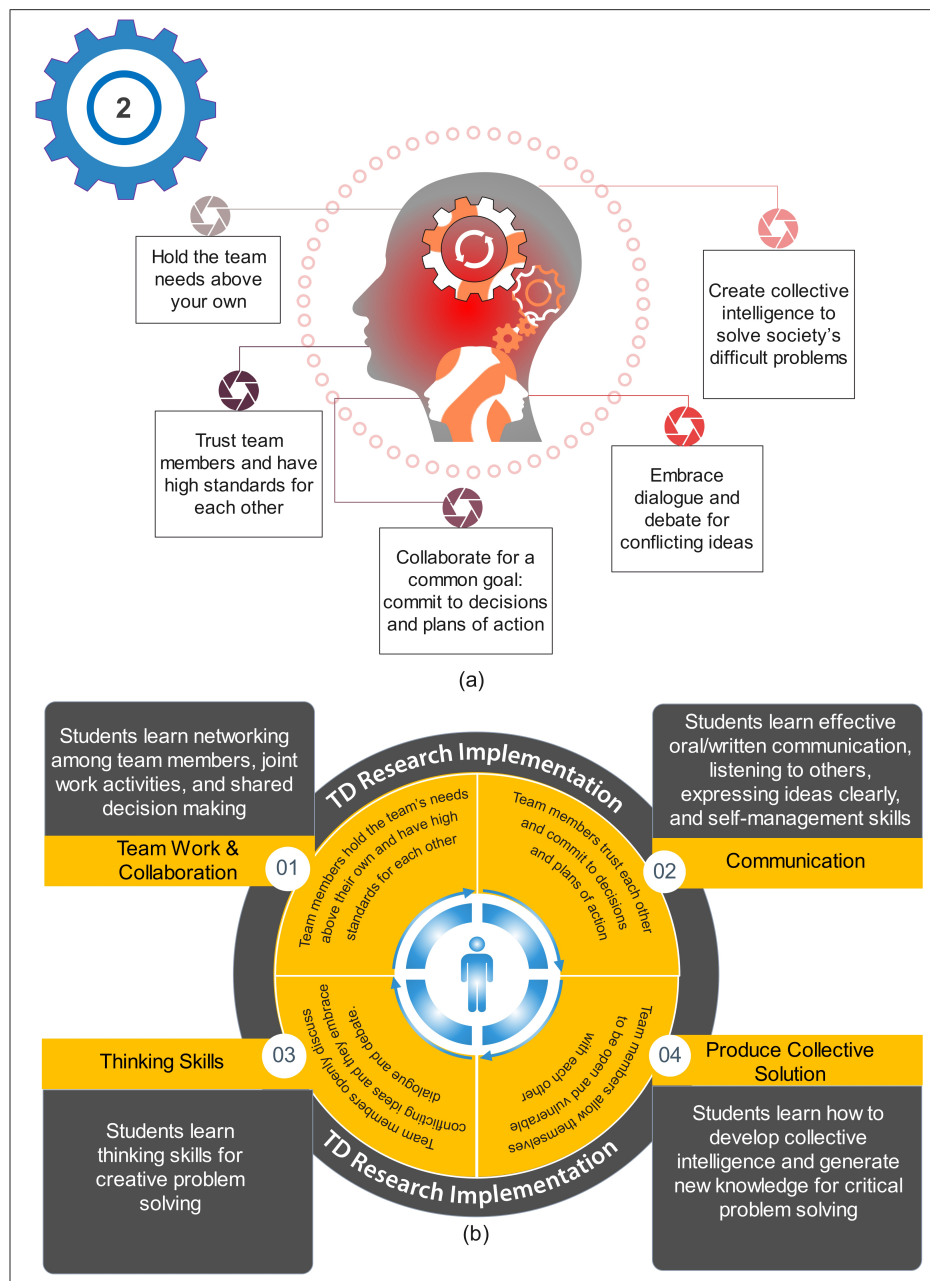 2
Hold the team
needs above
your own
Create collective
intelligence to
solve society's
difficult problems
Trust team
members and have
high standards for
each other
Embrace
dialogue and
debate for
conflicting ideas
Collaborate for a
common goal:
commit to decisions
and plans of action
(a)
Students learn networking
among team members, joint
work activities, and shared
decision making
Team Work &
Collaboration
01
Students learn effective
oral/written communication,
listening to others,
expressing ideas clearly,
and self-management skills
02
Communication
TD Research Implementation
Team members hold the team's needs
above their own and have high
standards for each other
Team members trust each other
and commit to decisions
and plans of action
Thinking Skills
03
Students learn
thinking skills for
creative problem
solving
Team members openly discuss
conflicting ideas and they embrace
dialogue and debate.
Team members allow themselves
to be open and vulnerable
with each other
04
Produce Collective
Solution
Students learn how to
develop collective
intelligence and generate
new knowledge for critical
problem solving
TD Research Implementation
(b)